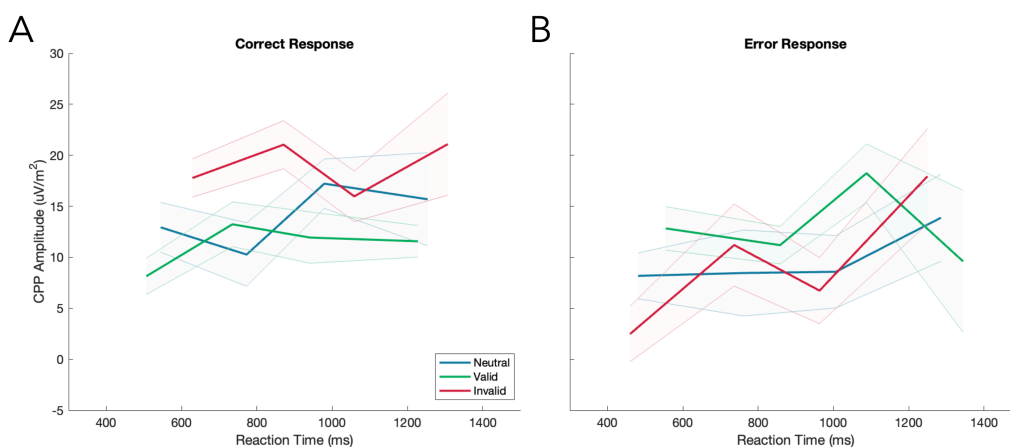 A
B
Correct Response
Error Response
30
25
20
15
10
5
0
-5
CPP Amplitude (uV/m²)
Neutral
Valid
Invalid
400 600 800 1000 1200 1400
400 600 800 1000 1200 1400
Reaction Time (ms)
Reaction Time (ms)